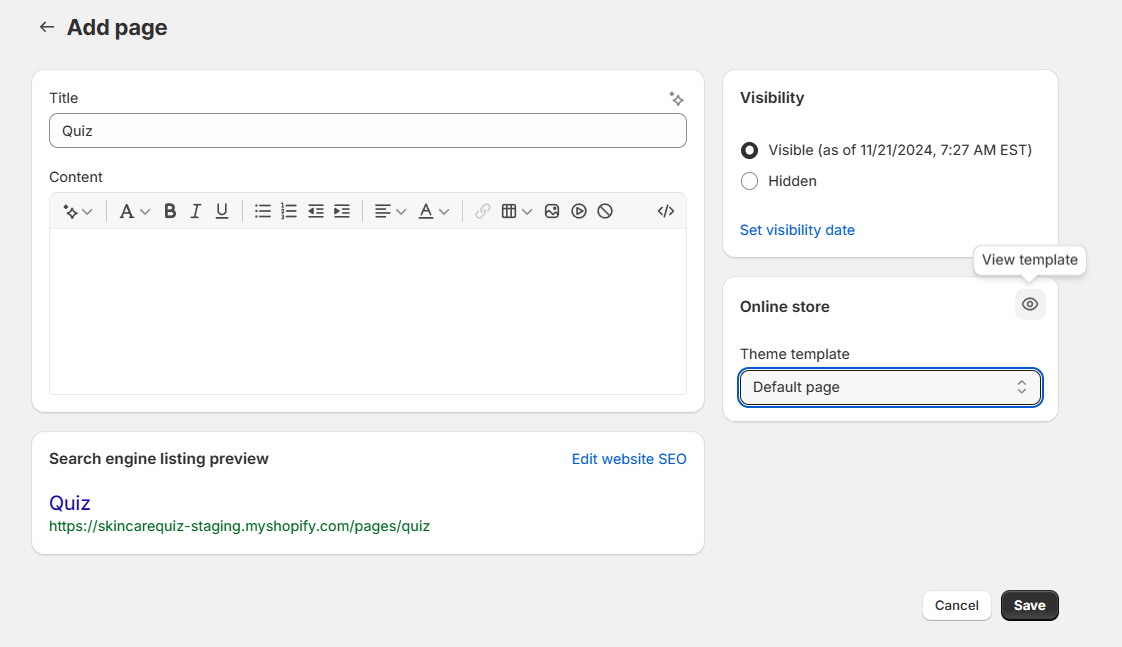 Add page
Title
Quiz
Content
A B I U A </>
Search engine listing preview
Edit website SEO
Quiz
https://skincarequiz-staging.myshopify.com/pages/quiz
Visibility
Visible (as of 11/21/2024, 7:27 AM EST)
Hidden
Set visibility date
View template
Online store
Theme template
Default page
Cancel
Save